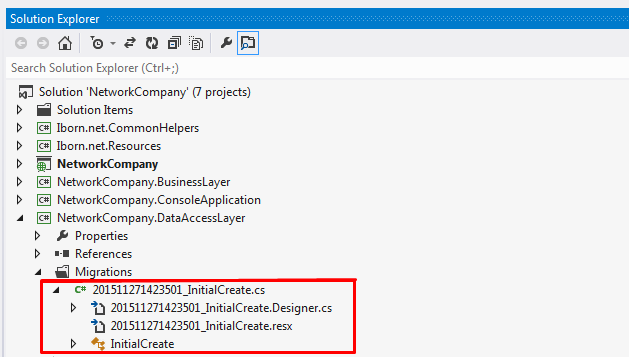 Solution Explorer
Search Solution Explorer (Ctrl+;)
Solution 'NetworkCompany' (7 projects)
Solution Items
C# Iborn.net.CommonHelpers
C# Iborn.net.Resources
NetworkCompany
C# NetworkCompany.BusinessLayer
C# NetworkCompany.ConsoleApplication
C# NetworkCompany.DataAccessLayer
Properties
References
Migrations
C# 201511271423501_InitialCreate.cs
201511271423501_InitialCreate.Designer.cs
201511271423501_InitialCreate.resx
InitialCreate